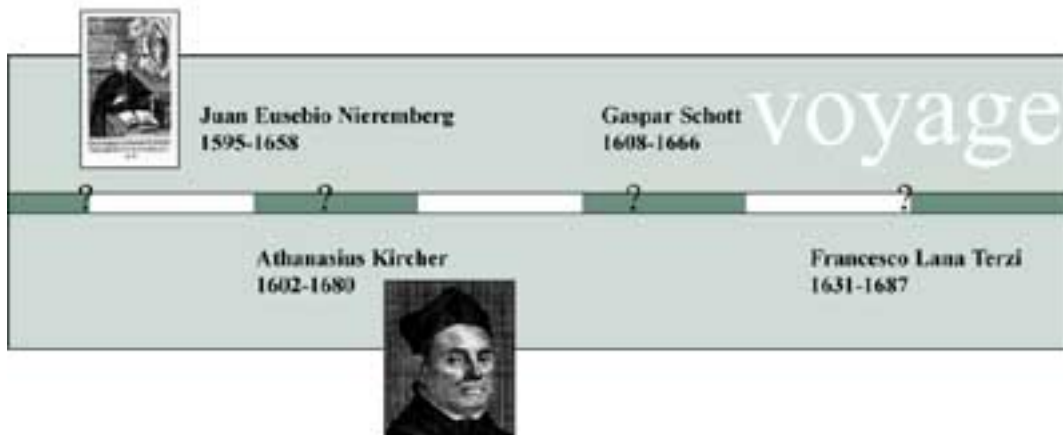 Juan Eusebio Nieremberg
1595-1658
Gaspar Schott
1608-1666
voyage
?
?
?
?
Athanasius Kircher
1602-1680
Francesco Lana Terzi
1631-1687